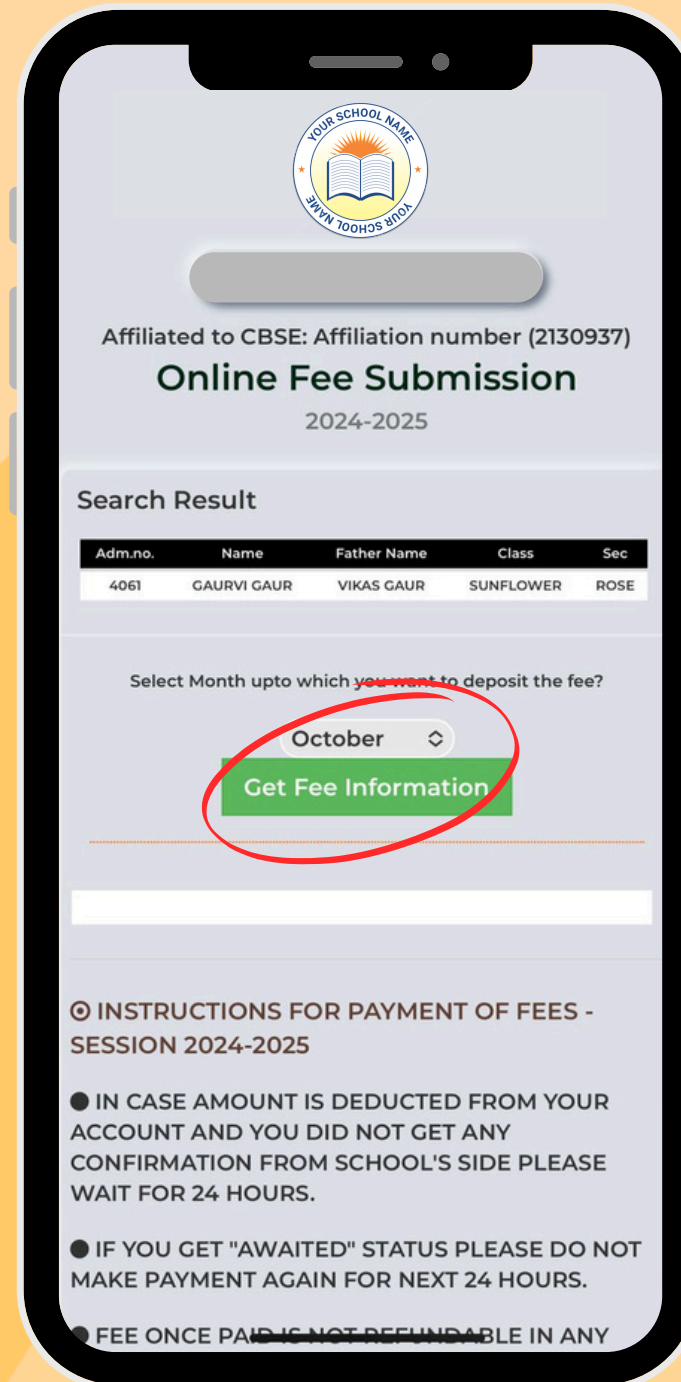 YOUR SCHOOL NAME
YOUR SCHOOL NAME
Affiliated to CBSE: Affiliation number (2130937)
Online Fee Submission
2024-2025
Search Result
Adm.no. Name Father Name Class Sec
4061 GAURVI GAUR VIKAS GAUR SUNFLOWER ROSE
Select Month upto which you want to deposit the fee?
October
Get Fee Information
INSTRUCTIONS FOR PAYMENT OF FEES -
SESSION 2024-2025
IN CASE AMOUNT IS DEDUCTED FROM YOUR
ACCOUNT AND YOU DID NOT GET ANY
CONFIRMATION FROM SCHOOL'S SIDE PLEASE
WAIT FOR 24 HOURS.
IF YOU GET "AWAITED" STATUS PLEASE DO NOT
MAKE PAYMENT AGAIN FOR NEXT 24 HOURS.
FEE ONCE PAID IS NOT REFUNDABLE IN ANY